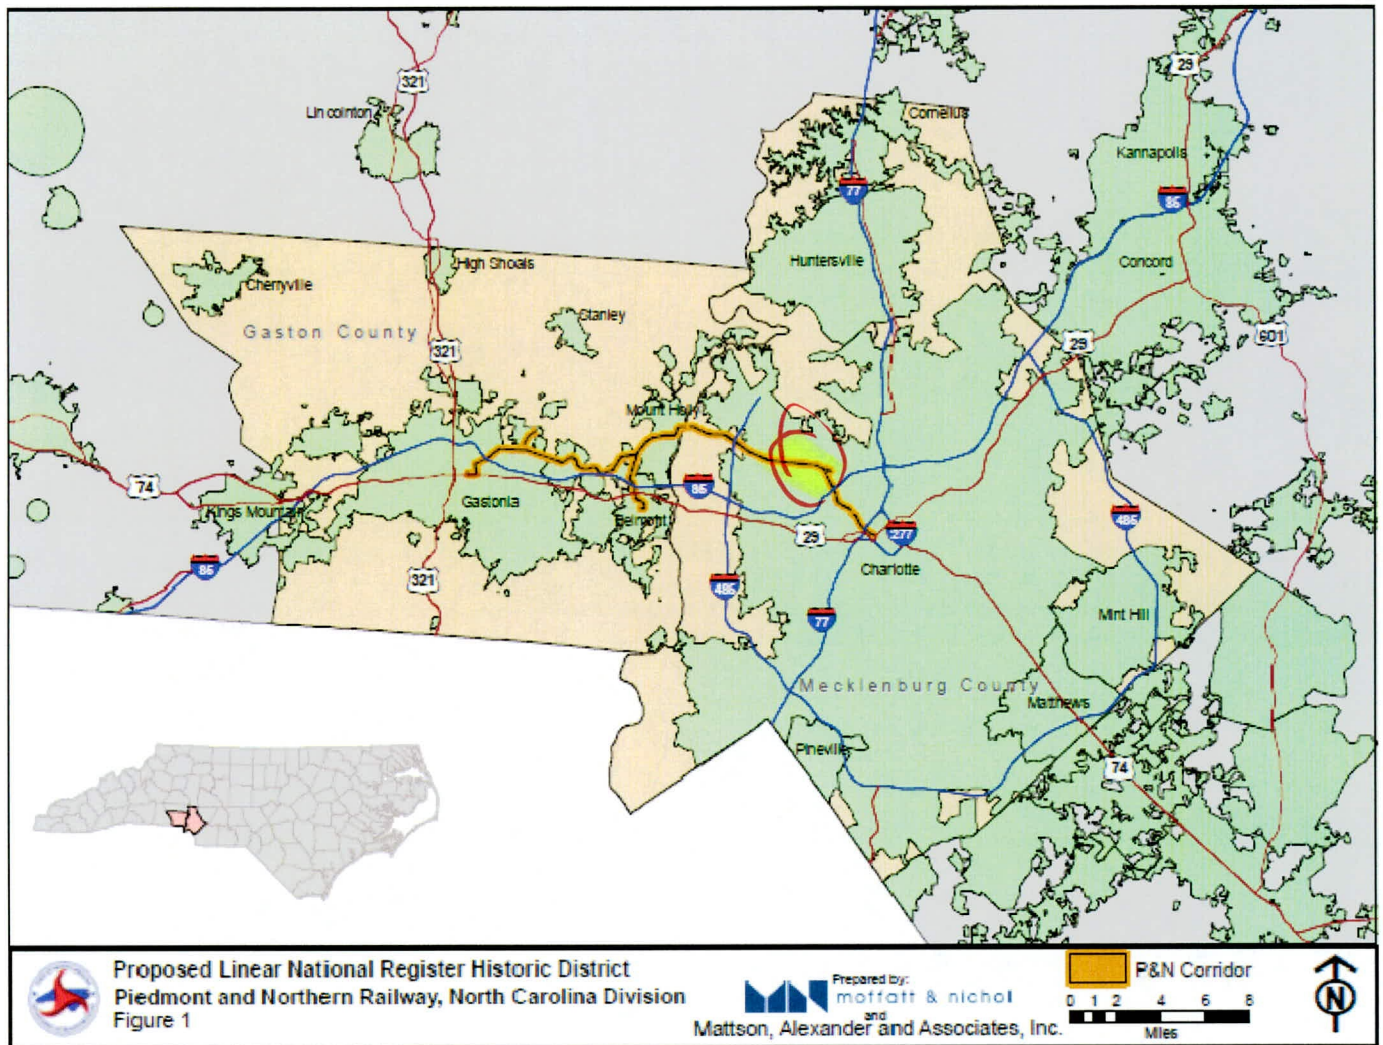 321
29
Lin colnton
Cornelius
Kannapolis
77
85
High Shoals
Huntersville
Concord
Cherryville
Stanley
Gaston County
601
321
29
Mount Holly
74
Gastonia
85
Kings Mountain
Belmont
29
277
485
85
321
485
Charlotte
77
Mint Hill
Mecklenburg County
Matthews
Pineville
74
Proposed Linear National Register Historic District
Piedmont and Northern Railway, North Carolina Division
Figure 1
Prepared by:
moffatt & nichol
and
Mattson, Alexander and Associates, Inc.
P&N Corridor
0 1 2 4 6 8
Miles
N